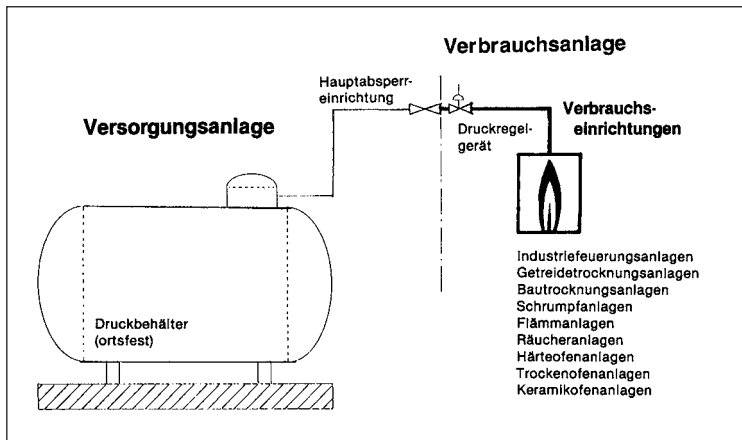 Verbrauchsanlage
Hauptabsperr-
einrichtung
Versorgungsanlage
Druckregel-
gerät
Verbrauchs-
einrichtungen
Druckbehälter
(ortsfest)
Industriefeuerungsanlagen
Getreidetrocknungsanlagen
Bautrocknungsanlagen
Schrumpfanlagen
Flämmanlagen
Räucheranlagen
Härteofenanlagen
Trockenofenanlagen
Keramikofenanlagen